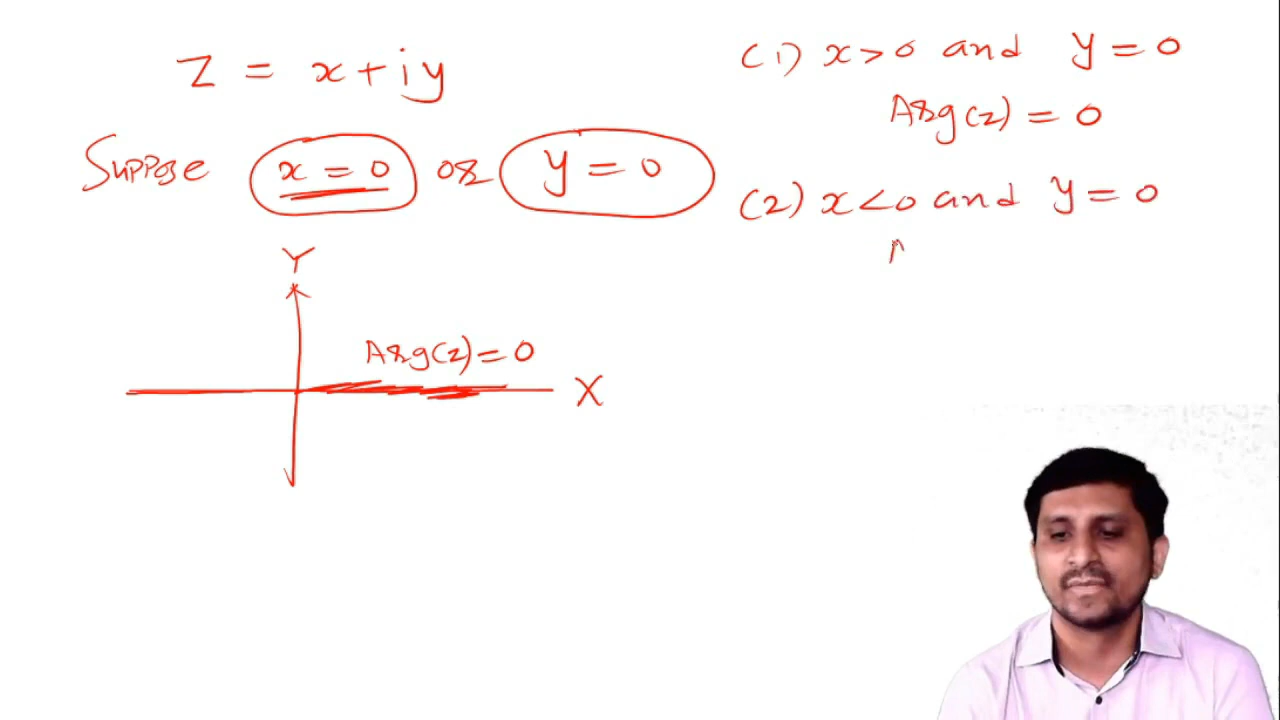 z = x + iy
Suppose x = 0 or y = 0
Y
Arg(z) = 0
X
(1) x > 0 and y = 0
Arg(z) = 0
(2) x < 0 and y = 0
A